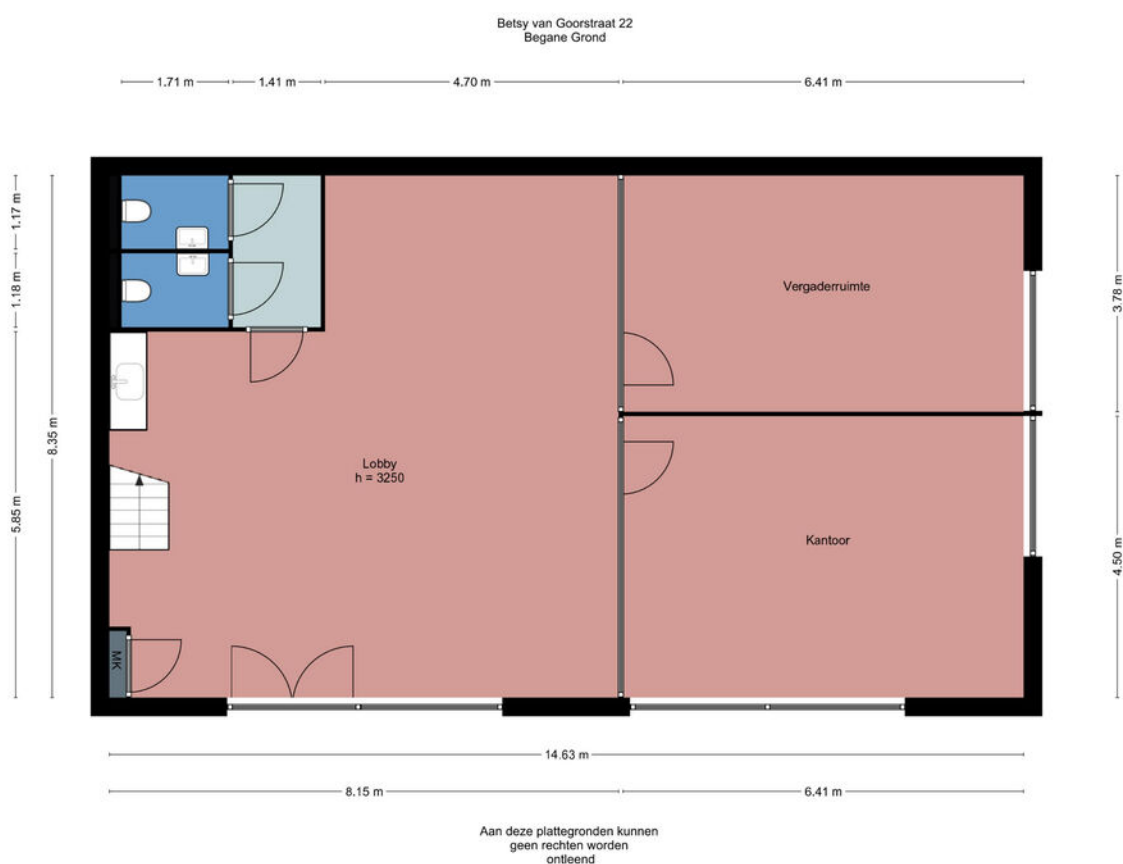 Betsy van Goorstraat 22
Begane Grond
1.71 m
1.41 m
4.70 m
6.41 m
1.17 m
1.18 m
5.85 m
8.35 m
3.78 m
4.50 m
Vergaderruimte
Lobby
h = 3250
Kantoor
MK
14.63 m
8.15 m
6.41 m
Aan deze plattegronden kunnen
geen rechten worden
ontleend